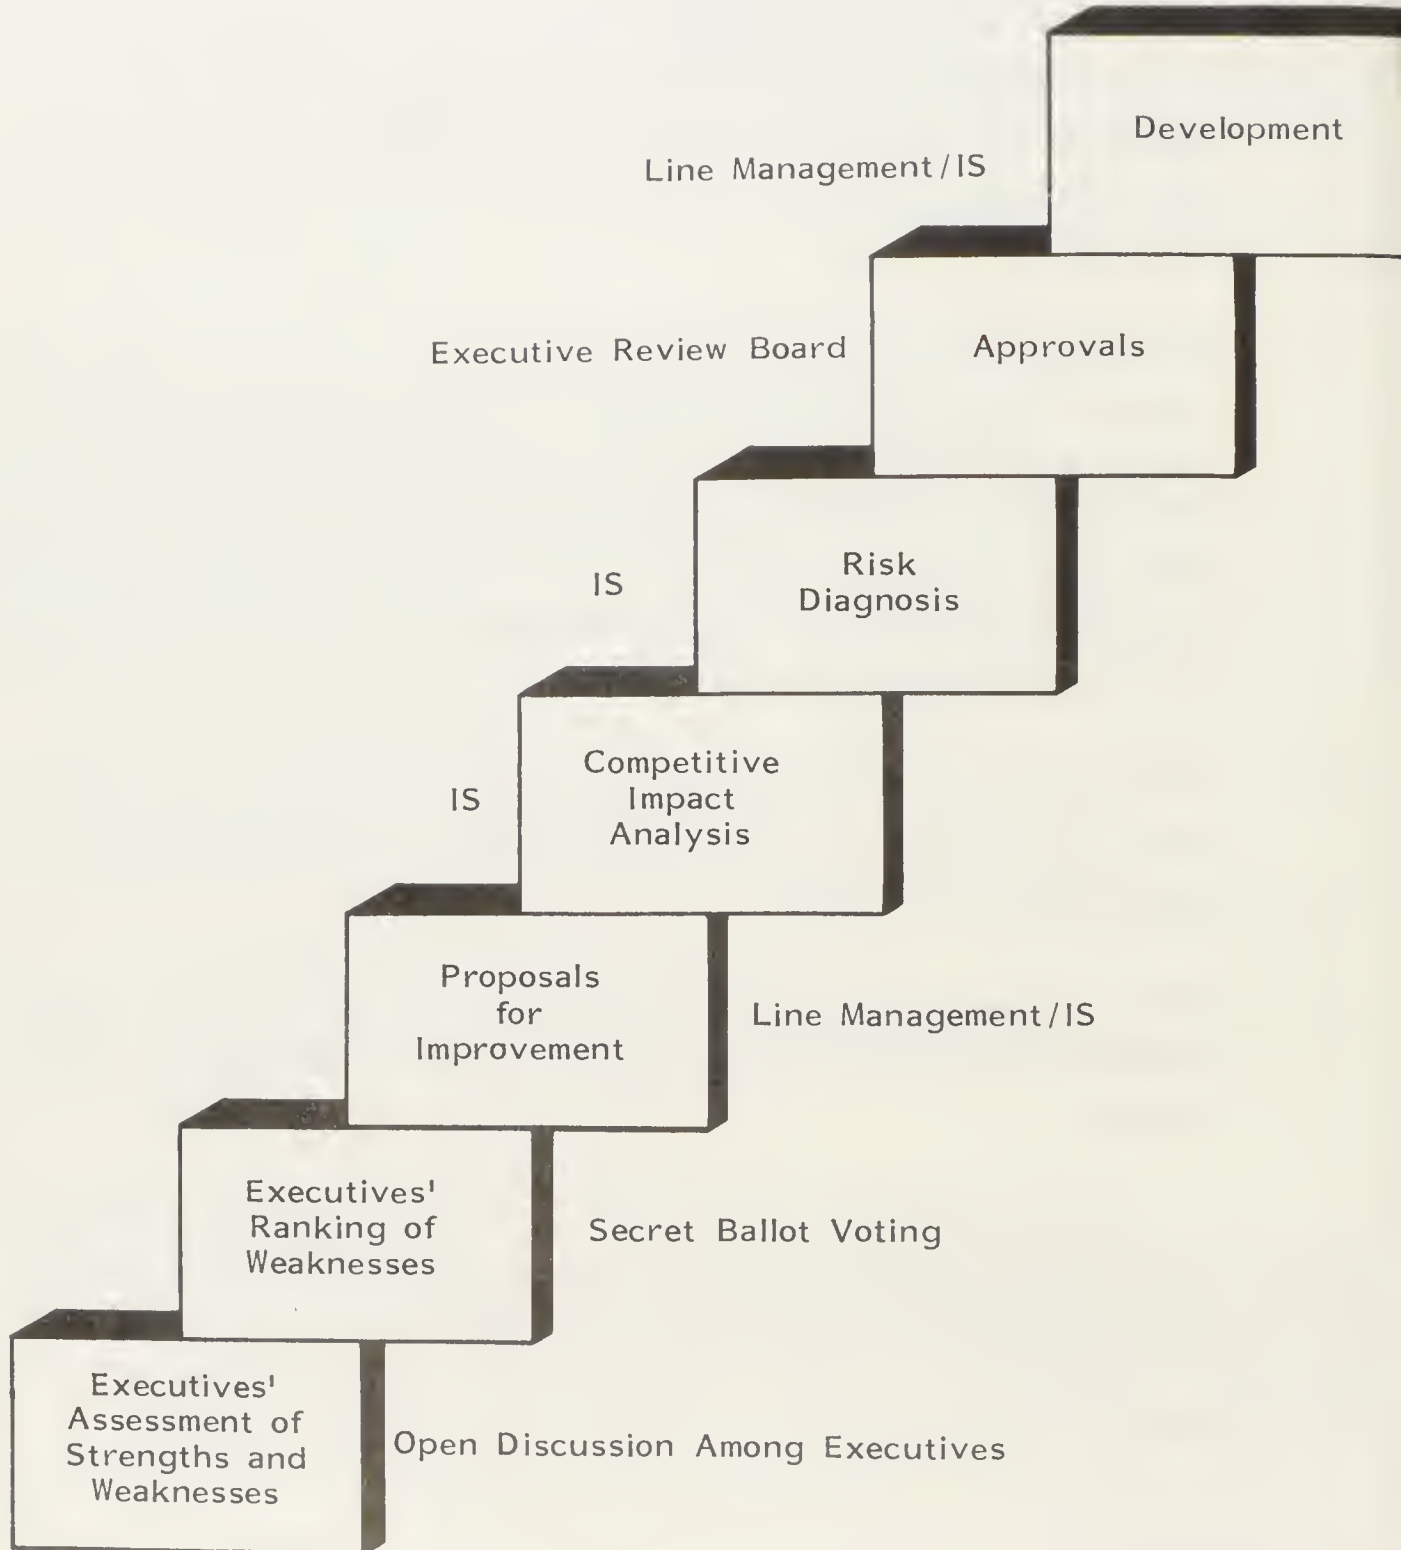 Development
Line Management/IS
Executive Review Board
Approvals
IS
Risk
Diagnosis
IS
Competitive
Impact
Analysis
Proposals
for
Improvement
Line Management/IS
Executives'
Ranking of
Weaknesses
Secret Ballot Voting
Executives'
Assessment of
Strengths and
Weaknesses
Open Discussion Among Executives